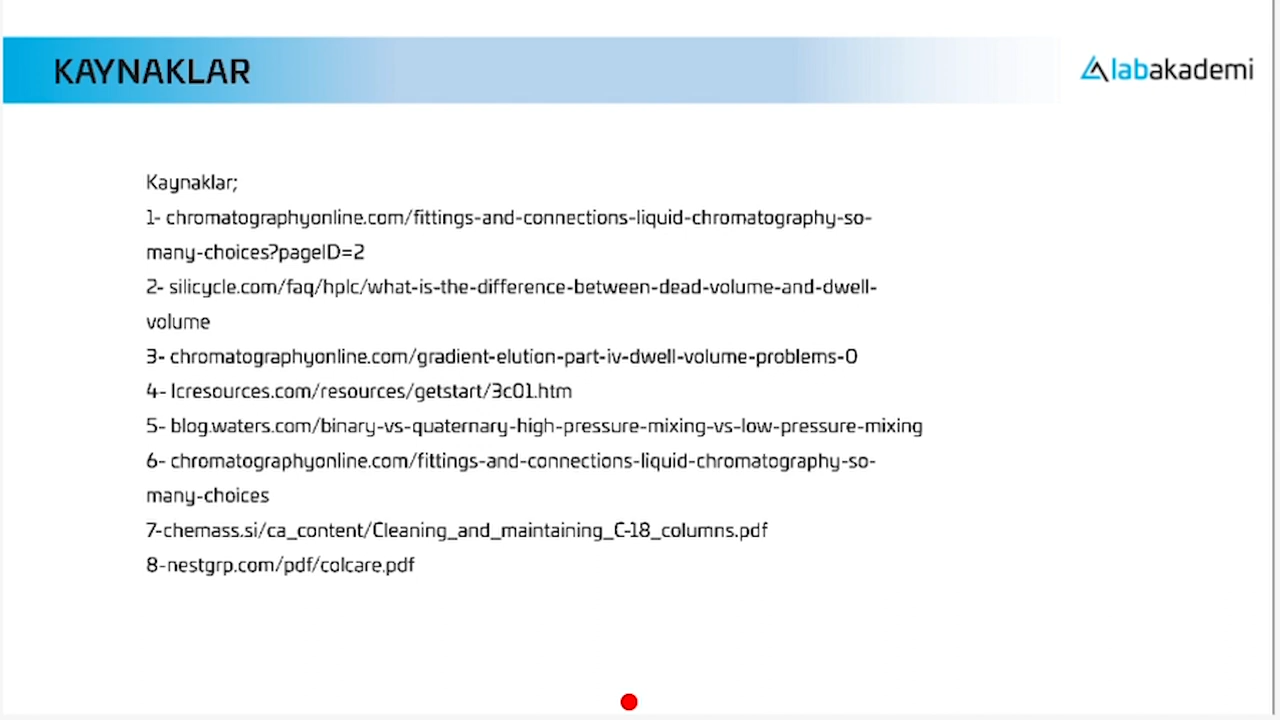 KAYNAKLAR
labakademi
Kaynaklar;
1- chromatographyonline.com/fittings-and-connections-liquid-chromatography-so-
many-choices?pageID=2
2- silicycle.com/faq/hplc/what-is-the-difference-between-dead-volume-and-dwell-
volume
3- chromatographyonline.com/gradient-elution-part-iv-dwell-volume-problems-0
4- lcresources.com/resources/getstart/3c01.htm
5- blog.waters.com/binary-vs-quaternary-high-pressure-mixing-vs-low-pressure-mixing
6- chromatographyonline.com/fittings-and-connections-liquid-chromatography-so-
many-choices
7-chemass.si/ca_content/Cleaning_and_maintaining_C-18_columns.pdf
8-nestgrp.com/pdf/colcare.pdf